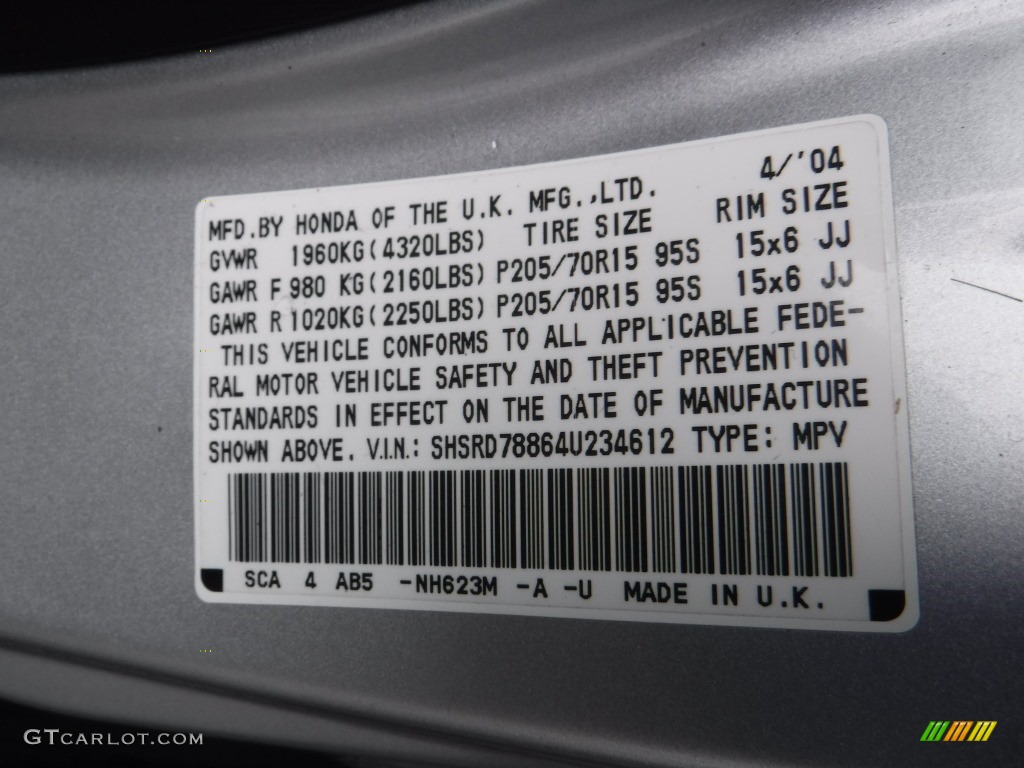 4/'04
MFD.BY HONDA OF THE U.K. MFG.,LTD.
GVWR 1960KG(4320LBS) TIRE SIZE RIM SIZE
GAWR F 980 KG(2160LBS) P205/70R15 95S 15x6 JJ
GAWR R 1020KG(2250LBS) P205/70R15 95S 15x6 JJ
THIS VEHICLE CONFORMS TO ALL APPLICABLE FEDE-
RAL MOTOR VEHICLE SAFETY AND THEFT PREVENTION
STANDARDS IN EFFECT ON THE DATE OF MANUFACTURE
SHOWN ABOVE. V.I.N.: SHSRD78864U234612 TYPE: MPV
SCA 4 AB5 -NH623M -A -U MADE IN U.K.
GTCARLOT.COM